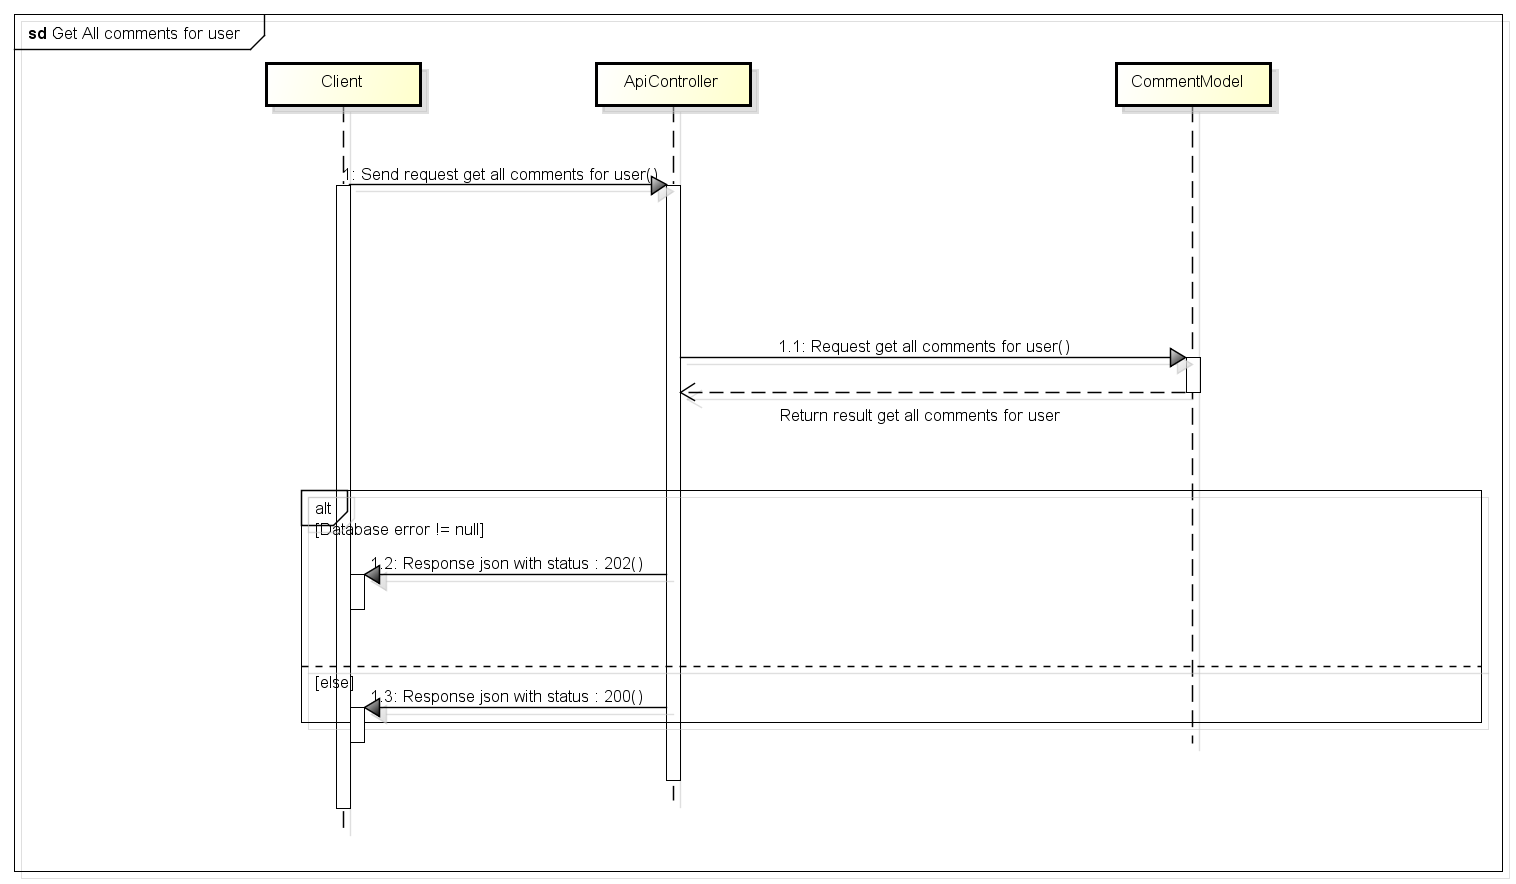 sd Get All comments for user
Client
ApiController
CommentModel
1: Send request get all comments for user()
1.1: Request get all comments for user()
Return result get all comments for user
alt
[Database error != null]
1.2: Response json with status : 202()
[else]
1.3: Response json with status : 200()